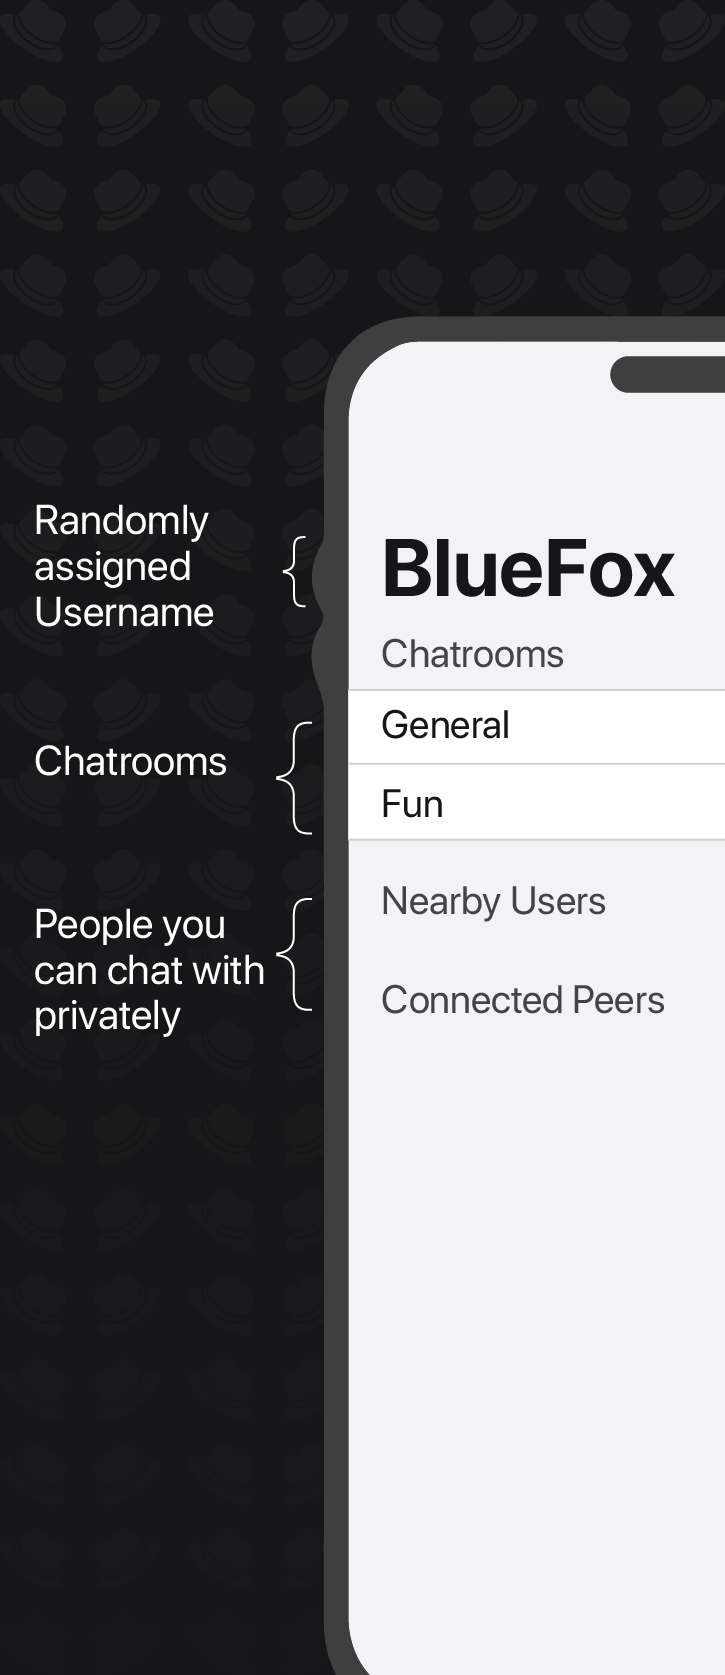 Randomly
assigned
Username
BlueFox
Chatrooms
General
Chatrooms
Fun
People you
can chat with
privately
Nearby Users
Connected Peers